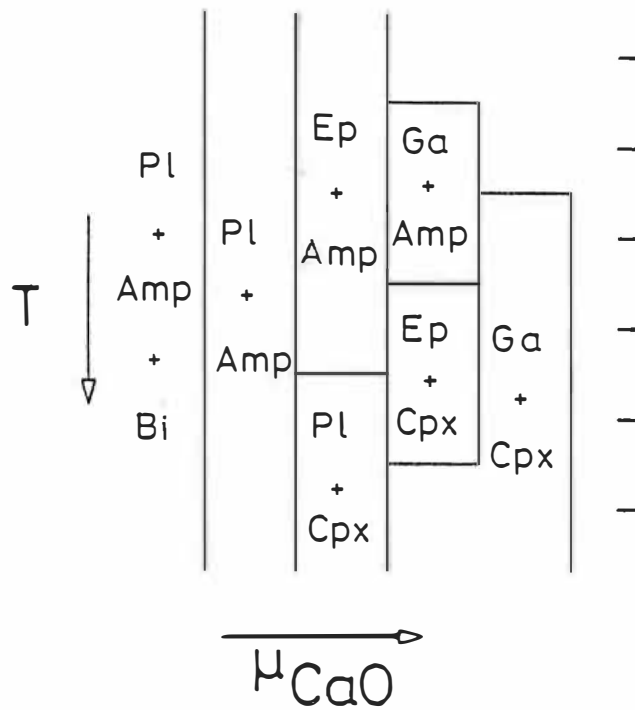 Pl
+
Amp
+
Bi
Pl
+
Amp
Ep
+
Amp
Pl
+
Cpx
Ga
+
Amp
Ep
+
Cpx
Ga
+
Cpx
T
μCaO